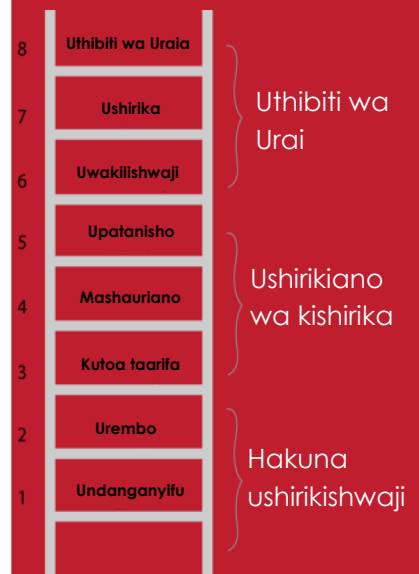 8 Uthibiti wa Uraia
7 Ushirika
6 Uwakilishwaji
Uthibiti wa
Urai
5 Upatanisho
4 Mashauriano
3 Kutoa taarifa
Ushirikiano
wa kishirika
2 Urembo
1 Undanganyifu
Hakuna
ushirikishwaji